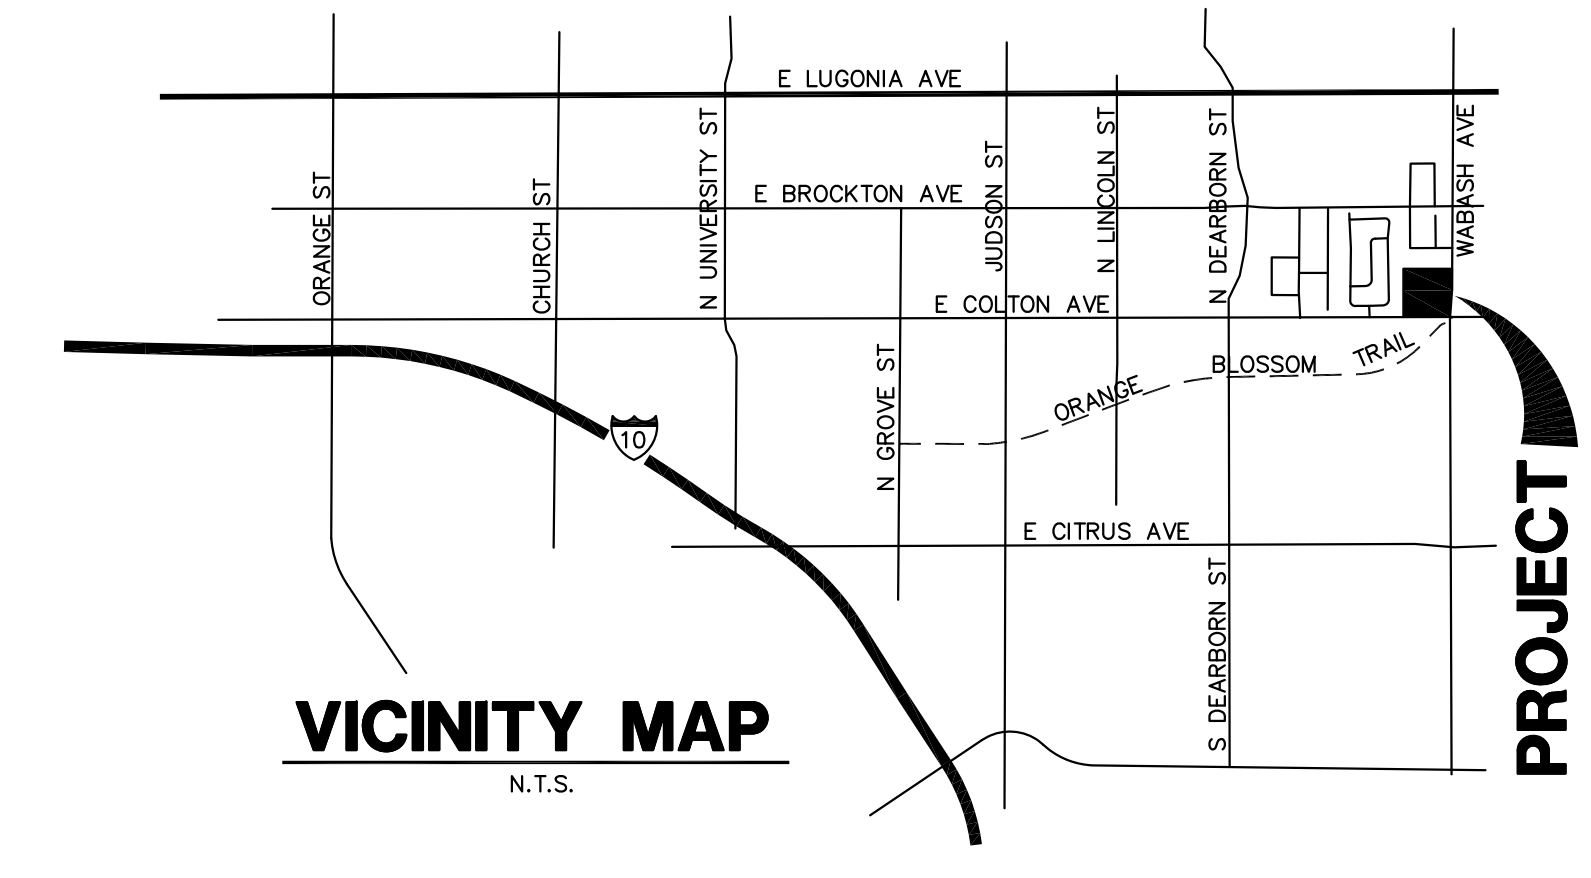 E LUGONIA AVE
ORANGE ST
CHURCH ST
N UNIVERSITY ST
E BROCKTON AVE
JUDSON ST
N LINCOLN ST
N DEARBORN ST
WABASH AVE
E COLTON AVE
N GROVE ST
ORANGE BLOSSOM TRAIL
10
E CITRUS AVE
S DEARBORN ST
PROJECT
VICINITY MAP
N.T.S.